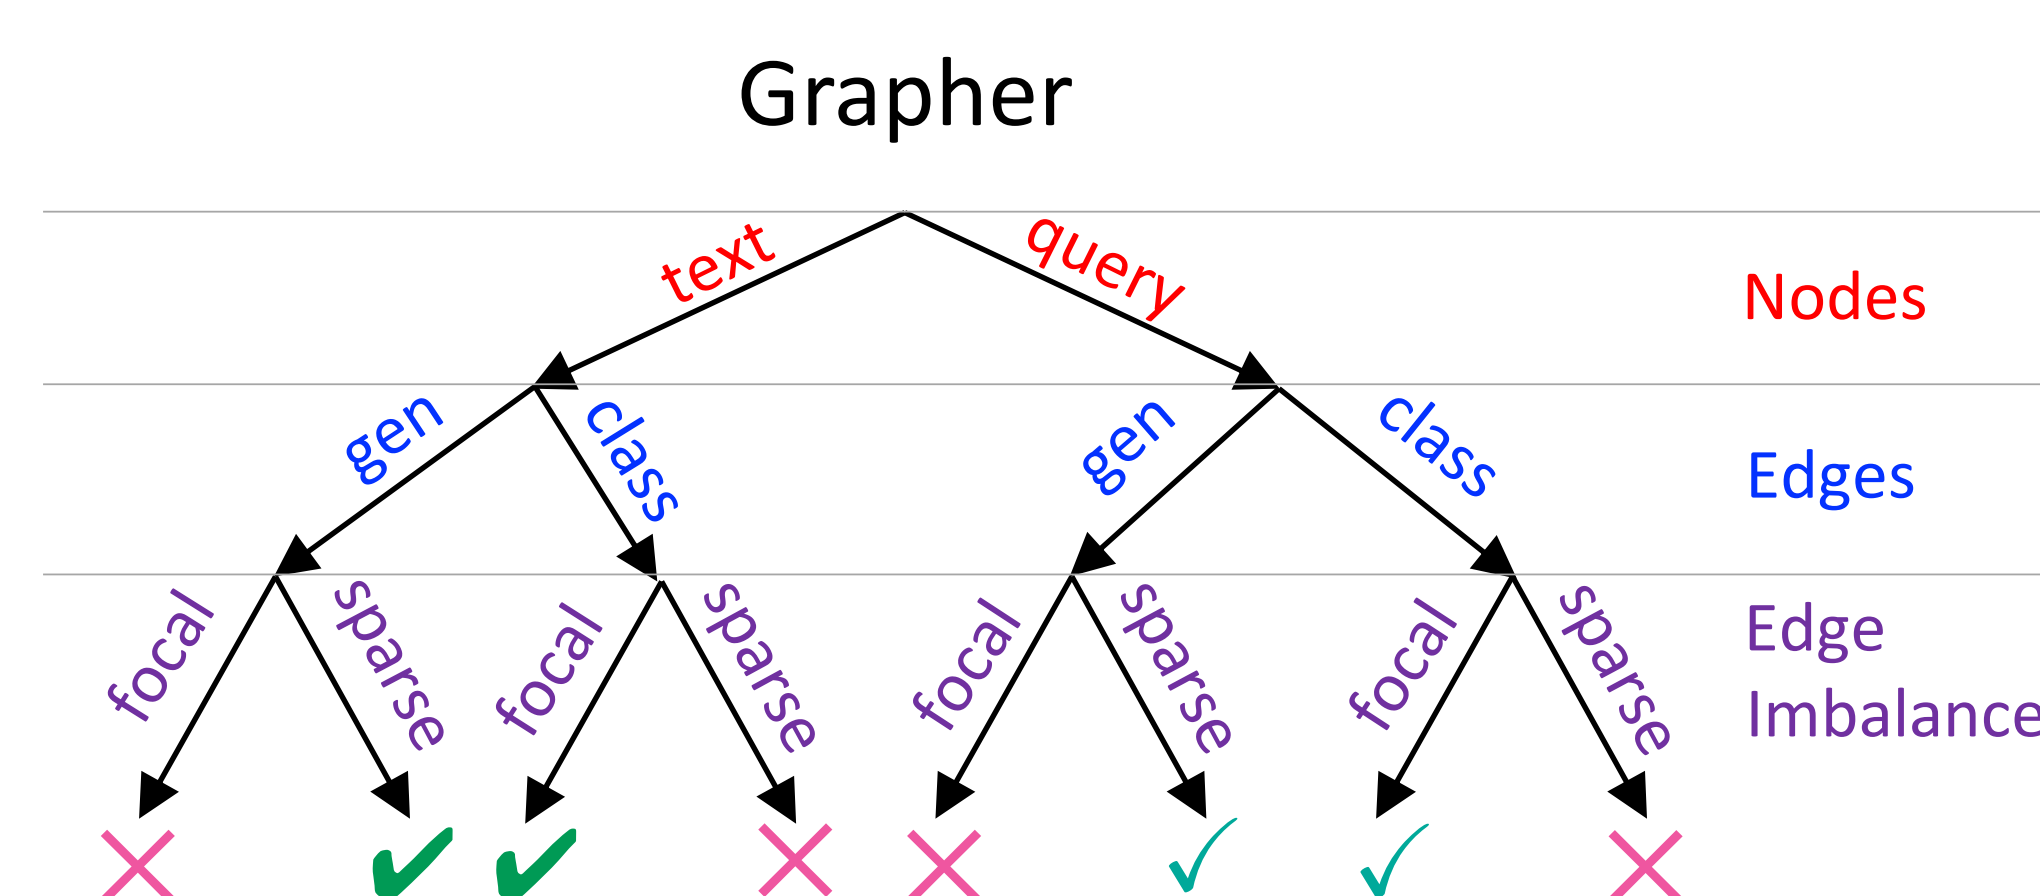 Grapher
text
query
Nodes
gen
class
gen
class
Edges
focal
sparse
focal
sparse
focal
sparse
focal
sparse
Edge
Imbalance